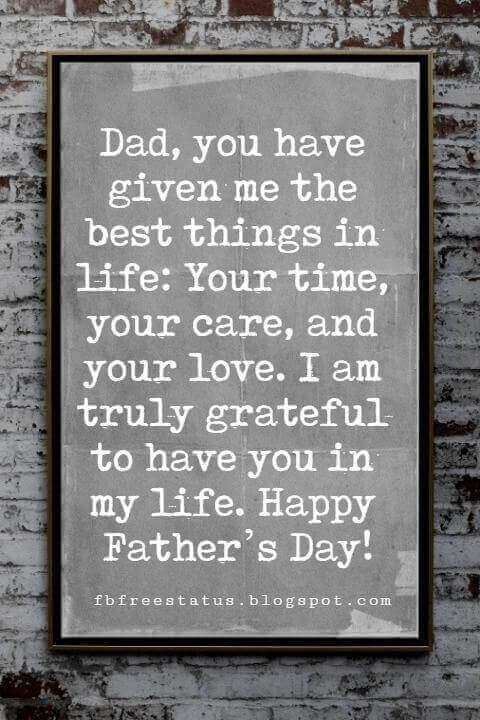 Dad, you have
given me the
best things in
life: Your time,
your care, and
your love. I am
truly grateful
to have you in
my life. Happy
Father's Day!
fbfreestatus.blogspot.com